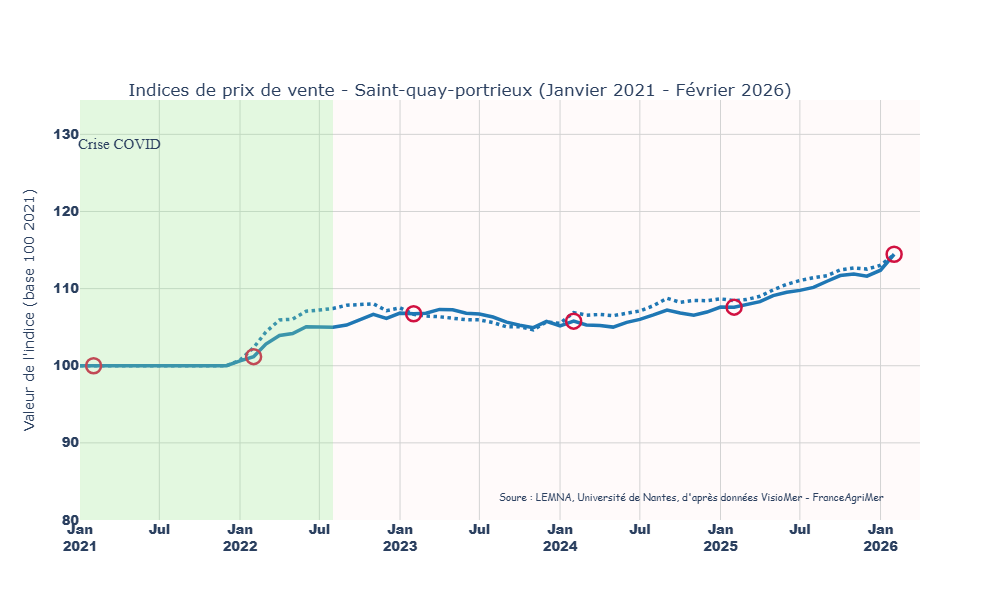 Indices de prix de vente - Saint-quay-portrieux (Janvier 2021 - Février 2026)
Valeur de l'indice (base 100 2021)
130
Crise COVID
120
110
100
90
80
Soure : LEMNA, Université de Nantes, d'après données VisioMer - FranceAgriMer
Jan Jul Jan Jul Jan Jul Jan Jul Jan Jul Jan
2021 2022 2023 2024 2025 2026